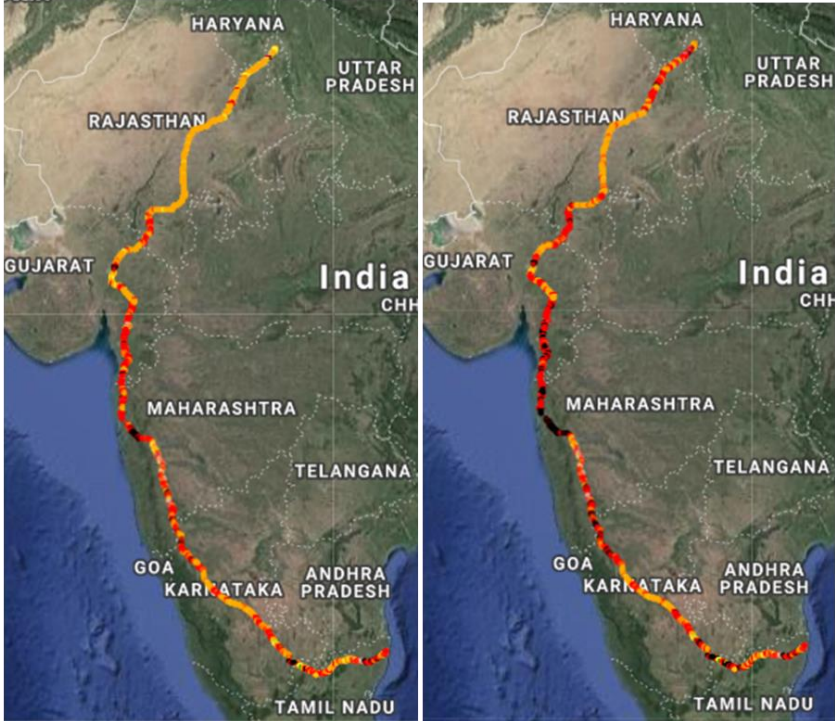 HARYANA
UTTAR
PRADESH
RAJASTHAN
GUJARAT
India
CHH
MAHARASHTRA
TELANGANA
GOA
KARNATAKA
ANDHRA
PRADESH
TAMIL NADU
HARYANA
UTTAR
PRADESH
RAJASTHAN
GUJARAT
India
CHH
MAHARASHTRA
TELANGANA
GOA
KARNATAKA
ANDHRA
PRADESH
TAMIL NADU